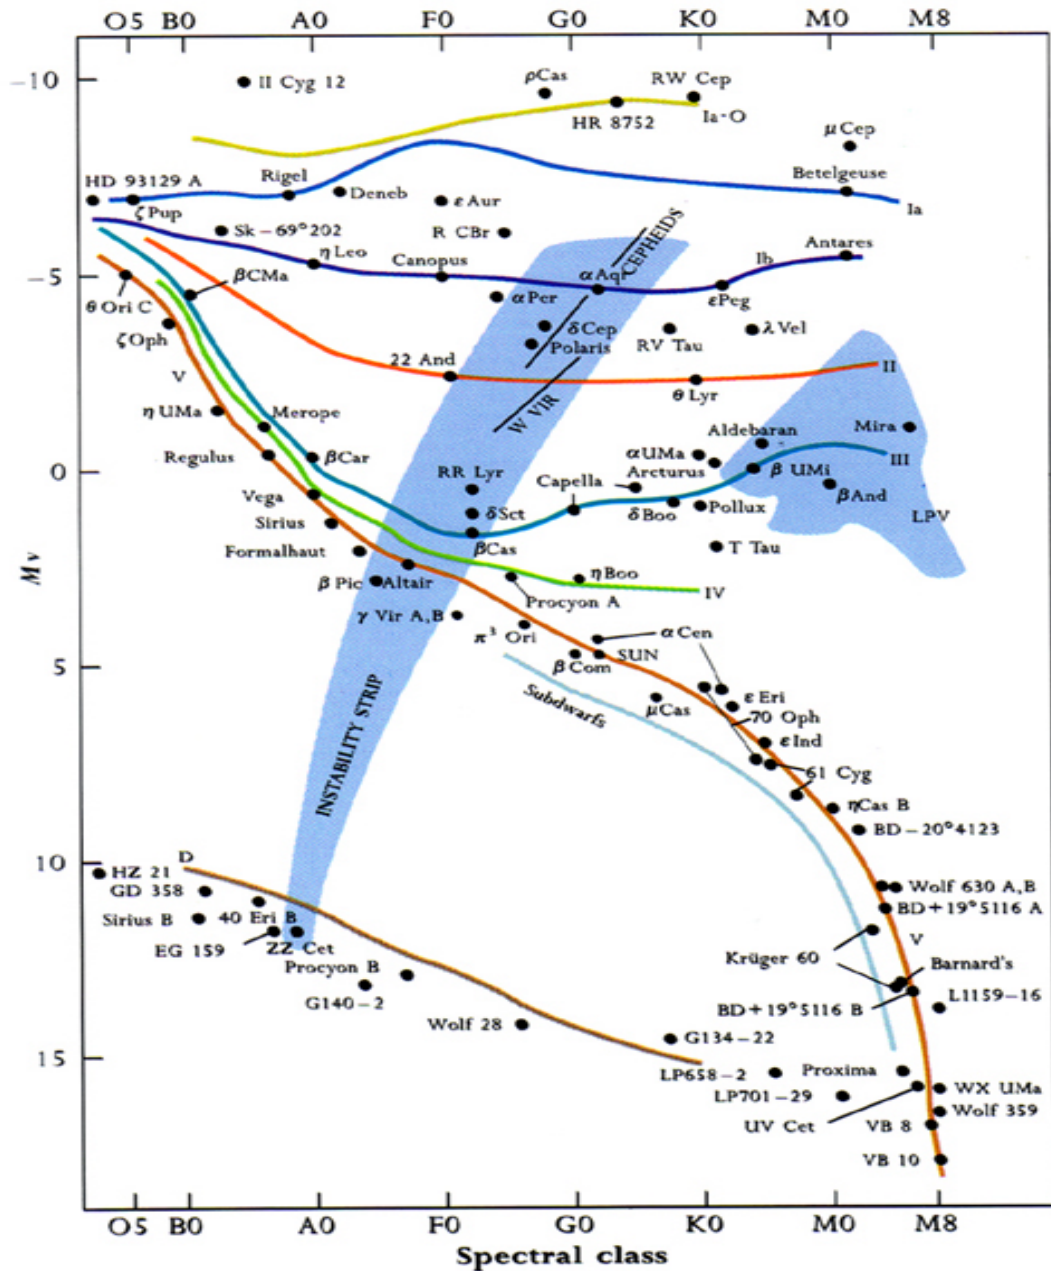 O5 B0 A0 F0 G0 K0 M0 M8
-10
II Cyg 12
ρCas
RW Cep
HR 8752
Ia-O
μCep
HD 93129 A
Rigel
Deneb
εAur
Betelgeuse
Ia
ζPup
Sk-69°202
R CBr
CEPHEIDS
ηLeo
Canopus
αAqr
Ib
Antares
-5
βCMa
αPer
εPeg
θOri C
δCep
λVel
ζOph
Polaris
RV Tau
22 And
II
V
W VIR
θLyr
ηUMa
Merope
Aldebaran
Mira
Regulus
βCar
RR Lyr
Capella
αUMa
Arcturus
βUMi
III
0
Vega
δSct
δBoo
Pollux
βAnd
LPV
Sirius
Formalhaut
βCas
T Tau
Mv
βPic
Altair
ηBoo
Procyon A
IV
γ Vir A,B
π³ Ori
αCen
5
βCom
SUN
Subdwarfs
μCas
εEri
70 Oph
INSTABILITY STRIP
εInd
61 Cyg
ηCas B
BD-20°4123
10
HZ 21
D
GD 358
Wolf 630 A,B
Sirius B
40 Eri B
BD+19°5116 A
EG 159
ZZ Cet
V
Procyon B
Krüger 60
Barnard's
G140-2
BD+19°5116 B
L1159-16
Wolf 28
G134-22
15
LP658-2
Proxima
LP701-29
WX UMa
UV Cet
VB 8
Wolf 359
VB 10
O5 B0 A0 F0 G0 K0 M0 M8
Spectral class